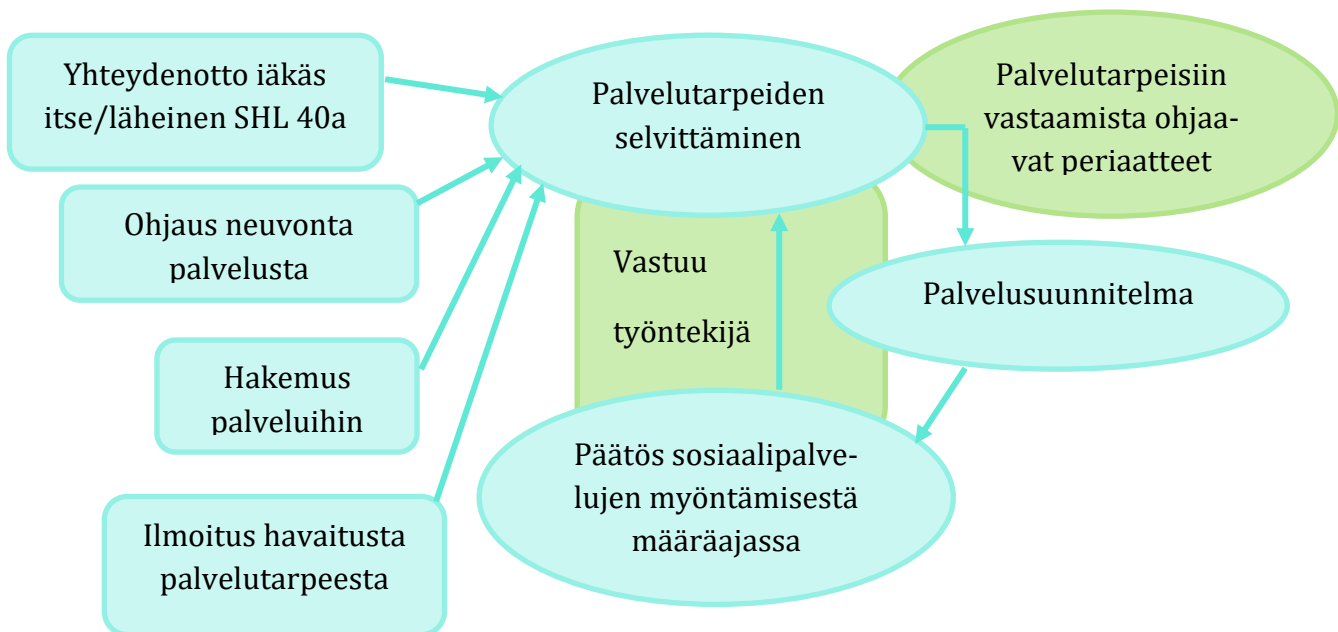 Yhteydenotto iäkäs
itse/läheinen SHL 40a
Ohjaus neuvonta
palvelusta
Hakemus
palveluihin
Ilmoitus havaitusta
palvelutarpeesta
Palvelutarpeiden
selvittäminen
Palvelutarpeisiin
vastaamista ohjaa-
vat periaatteet
Vastuu
työntekijä
Palvelusuunnitelma
Päätös sosiaalipalve-
lujen myöntämisestä
määräajassa